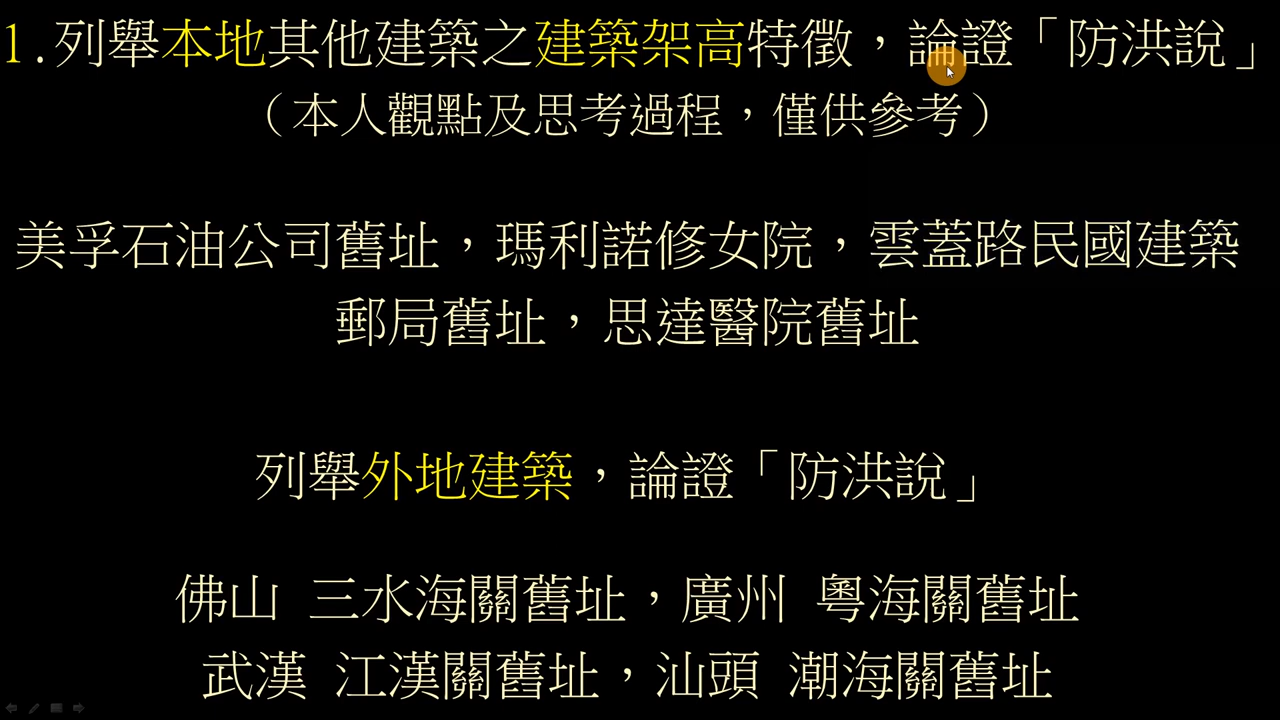 1.列舉本地其他建築之建築架高特徵，論證「防洪說」
（本人觀點及思考過程，僅供參考）
美孚石油公司舊址，瑪利諾修女院，雲蓋路民國建築
郵局舊址，思達醫院舊址
列舉外地建築，論證「防洪說」
佛山 三水海關舊址，廣州 粵海關舊址
武漢 江漢關舊址，汕頭 潮海關舊址